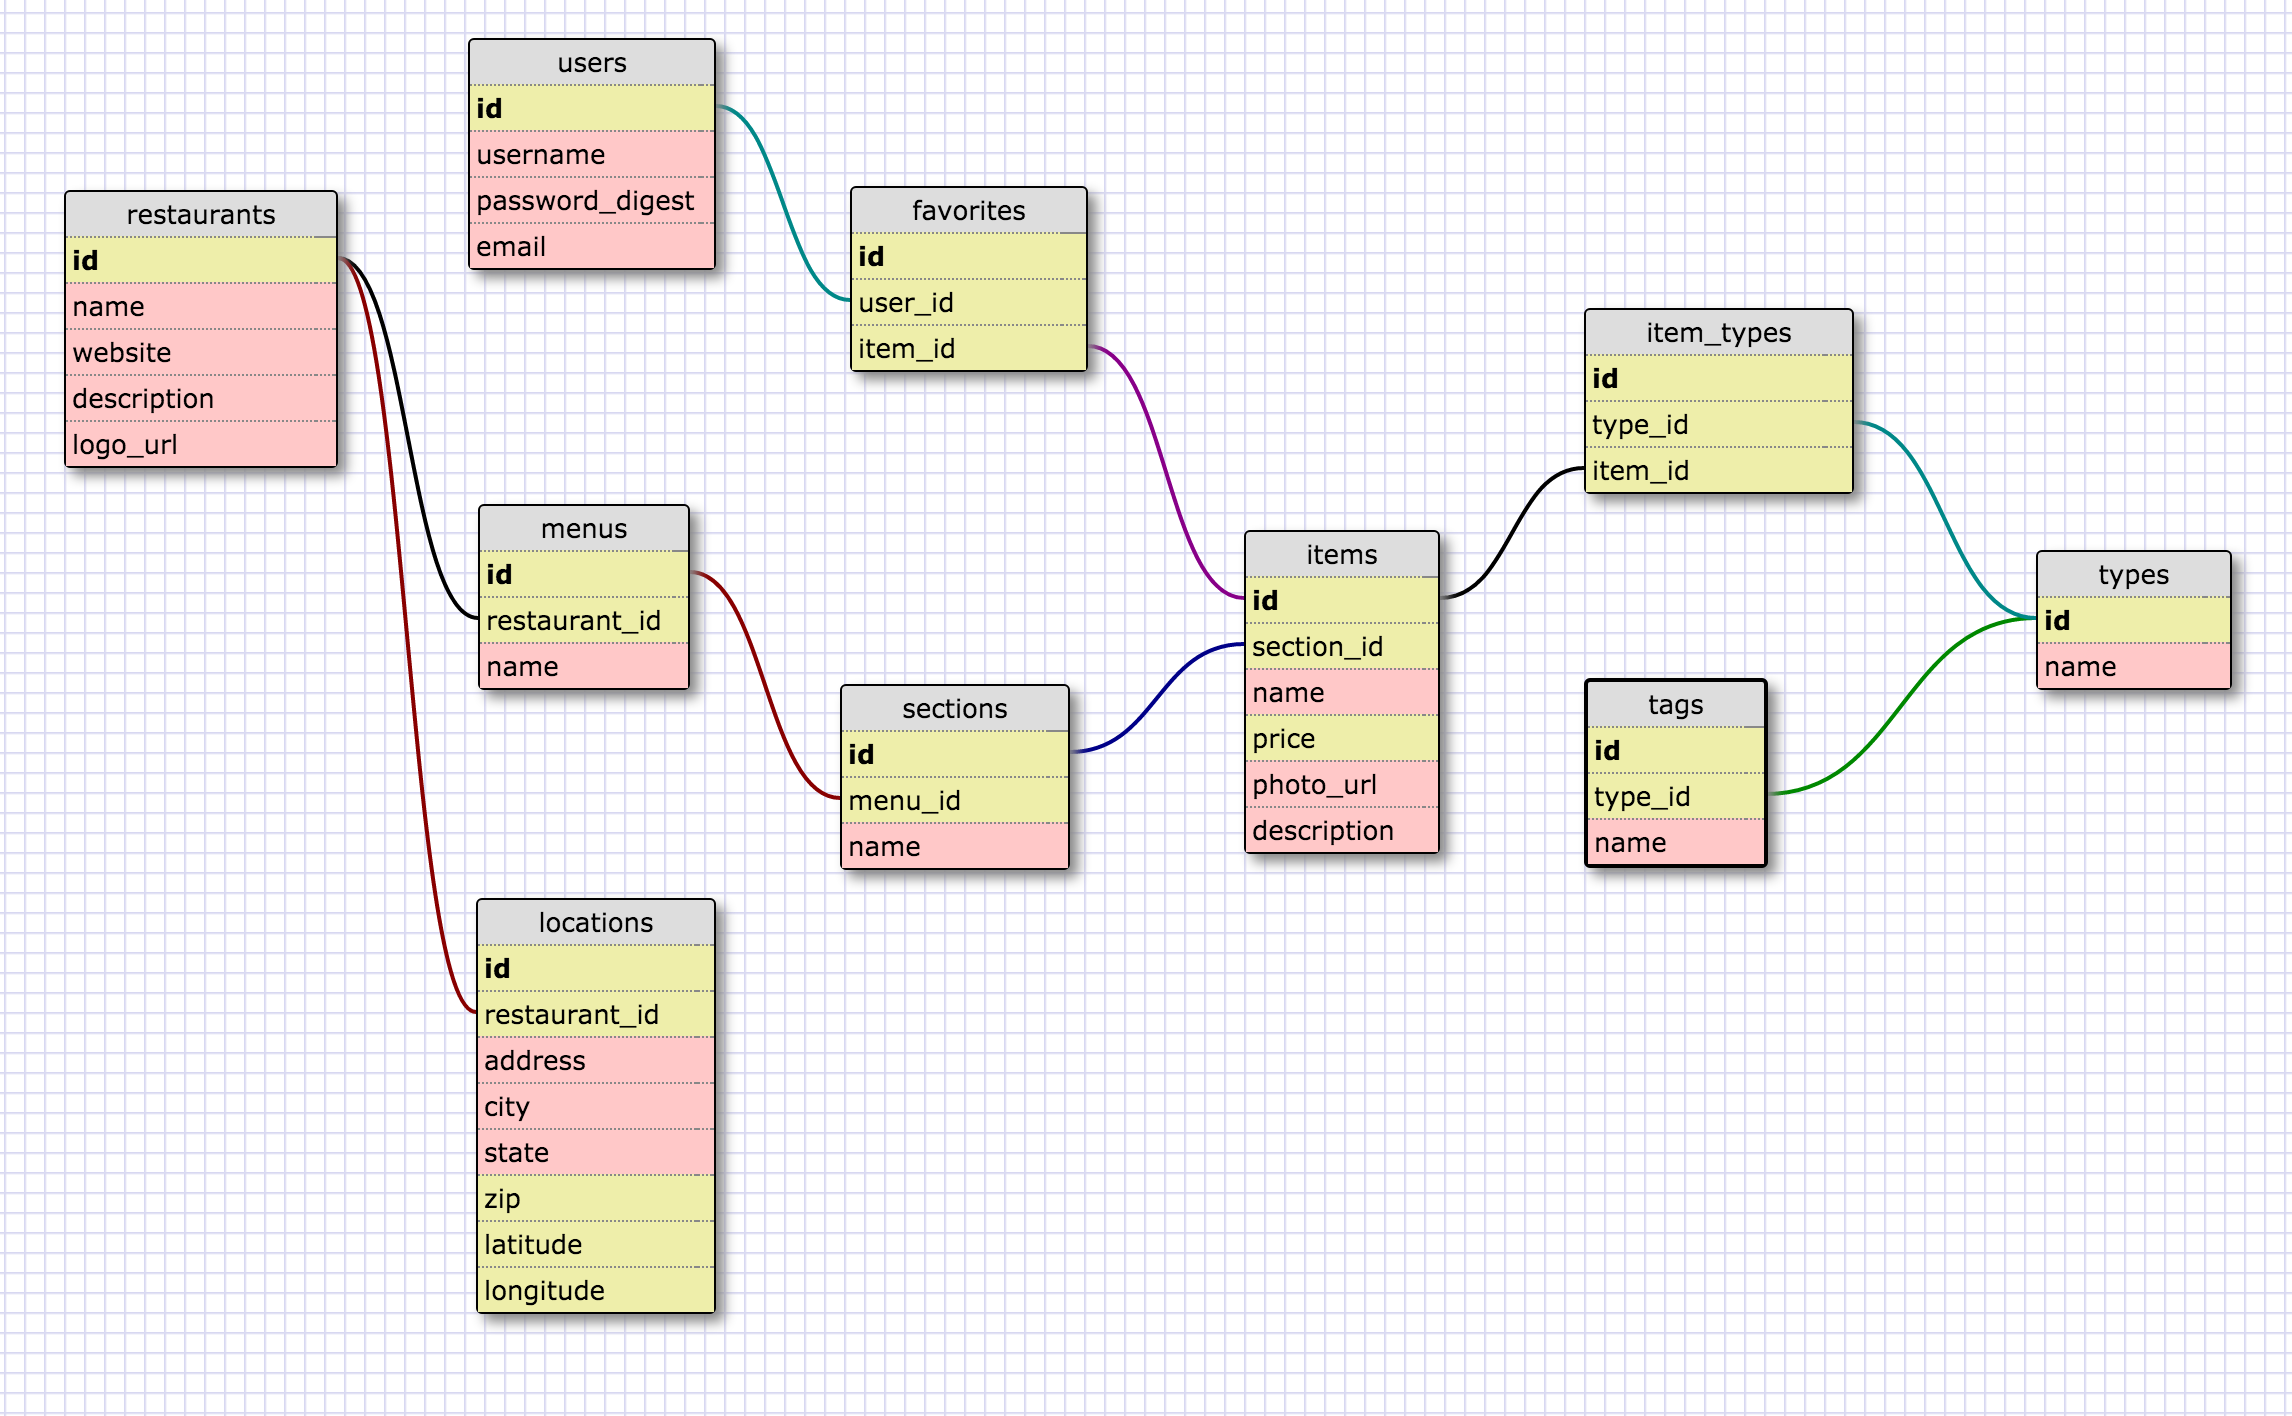 users
id
username
password_digest
email
restaurants
id
name
website
description
logo_url
favorites
id
user_id
item_id
item_types
id
type_id
item_id
menus
id
restaurant_id
name
items
id
section_id
name
price
photo_url
description
types
id
name
sections
id
menu_id
name
tags
id
type_id
name
locations
id
restaurant_id
address
city
state
zip
latitude
longitude